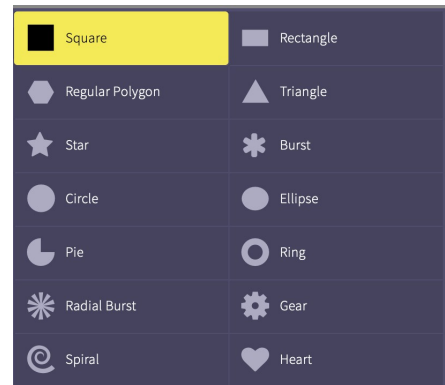 Square
Rectangle
Regular Polygon
Triangle
Star
Burst
Circle
Ellipse
Pie
Ring
Radial Burst
Gear
Spiral
Heart